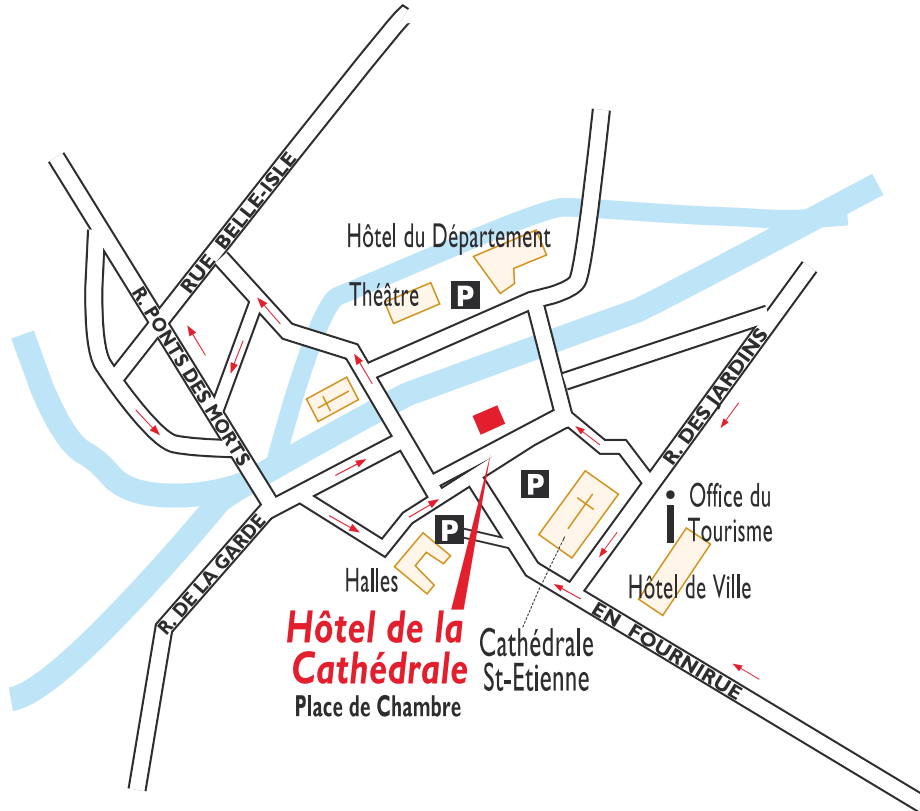 RUE BELLE-ISLE
Hôtel du Département
Théâtre
P
R. PONTS DES MORTS
R. DES JARDINS
P
i
Office du
Tourisme
P
R. DE LA GARDE
Halles
Hôtel de Ville
EN FOURNIRUE
Hôtel de la
Cathédrale
Place de Chambre
Cathédrale
St-Etienne